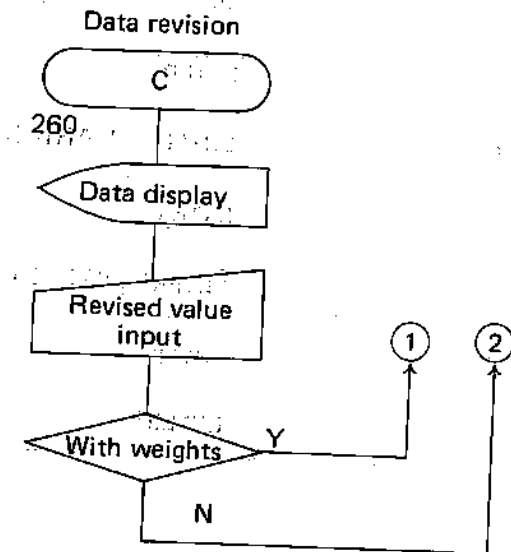 Data revision
C
260
Data display
Revised value
input
1
2
With weights
Y
N